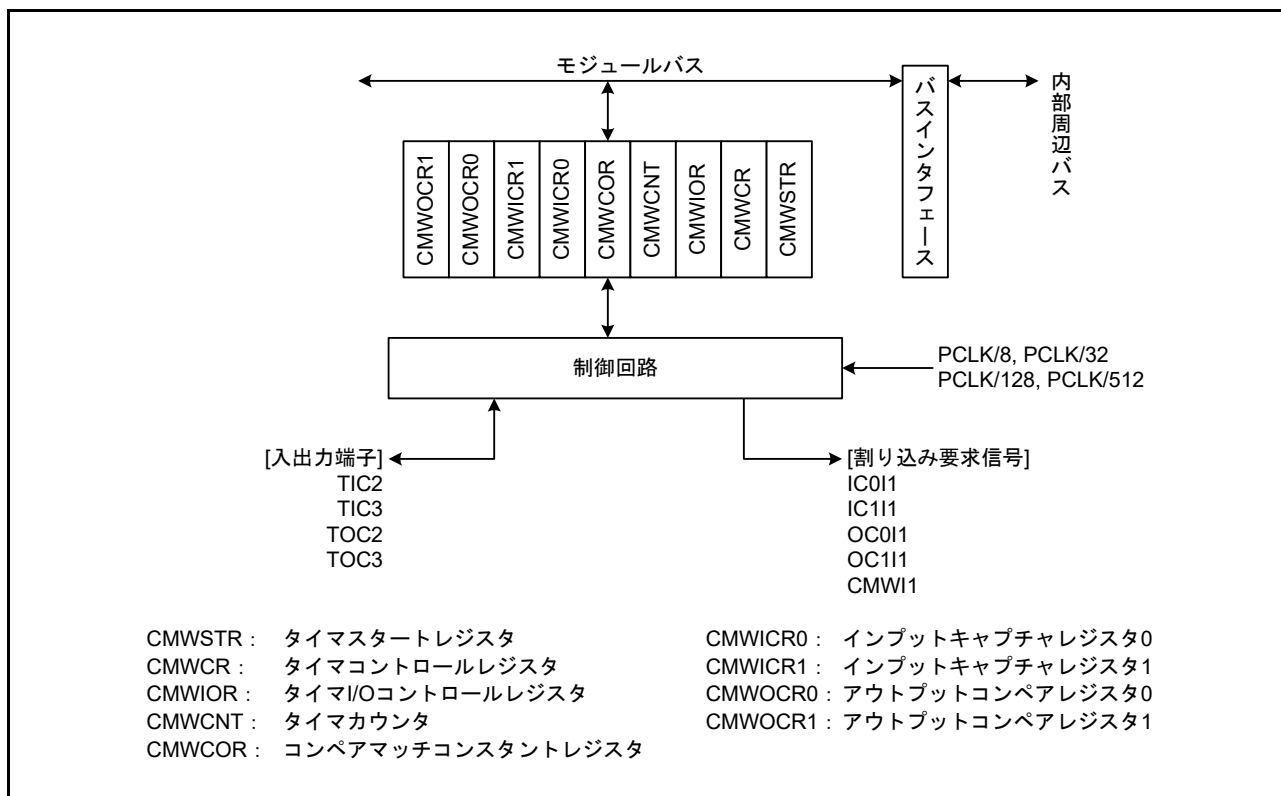 モジュールバス
バスインタフェース
内部周辺バス
CMWOCR1
CMWOCR0
CMWICR1
CMWICR0
CMWCOR
CMWCNT
CMWIOR
CMWCR
CMWSTR
制御回路
PCLK/8, PCLK/32
PCLK/128, PCLK/512
[入出力端子]
TIC2
TIC3
TOC2
TOC3
[割り込み要求信号]
IC0I1
IC1I1
OC0I1
OC1I1
CMWI1
CMWSTR : タイマスタートレジスタ
CMWCR : タイマコントロールレジスタ
CMWIOR : タイマI/Oコントロールレジスタ
CMWCNT : タイマカウンタ
CMWCOR : コンペアマッチコンスタントレジスタ
CMWICR0 : インプットキャプチャレジスタ0
CMWICR1 : インプットキャプチャレジスタ1
CMWOCR0 : アウトプットコンペアレジスタ0
CMWOCR1 : アウトプットコンペアレジスタ1